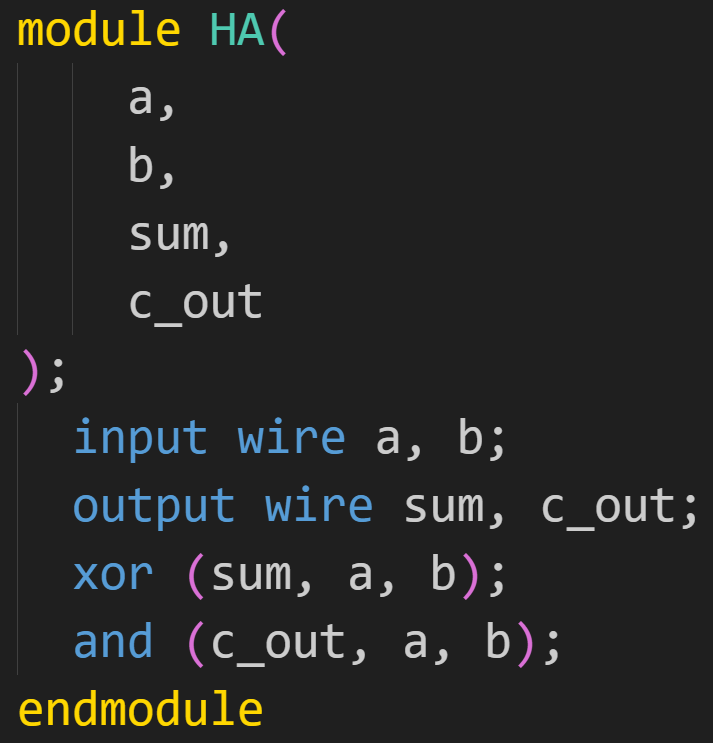 module HA(
a,
b,
sum,
c_out
);
input wire a, b;
output wire sum, c_out;
xor (sum, a, b);
and (c_out, a, b);
endmodule